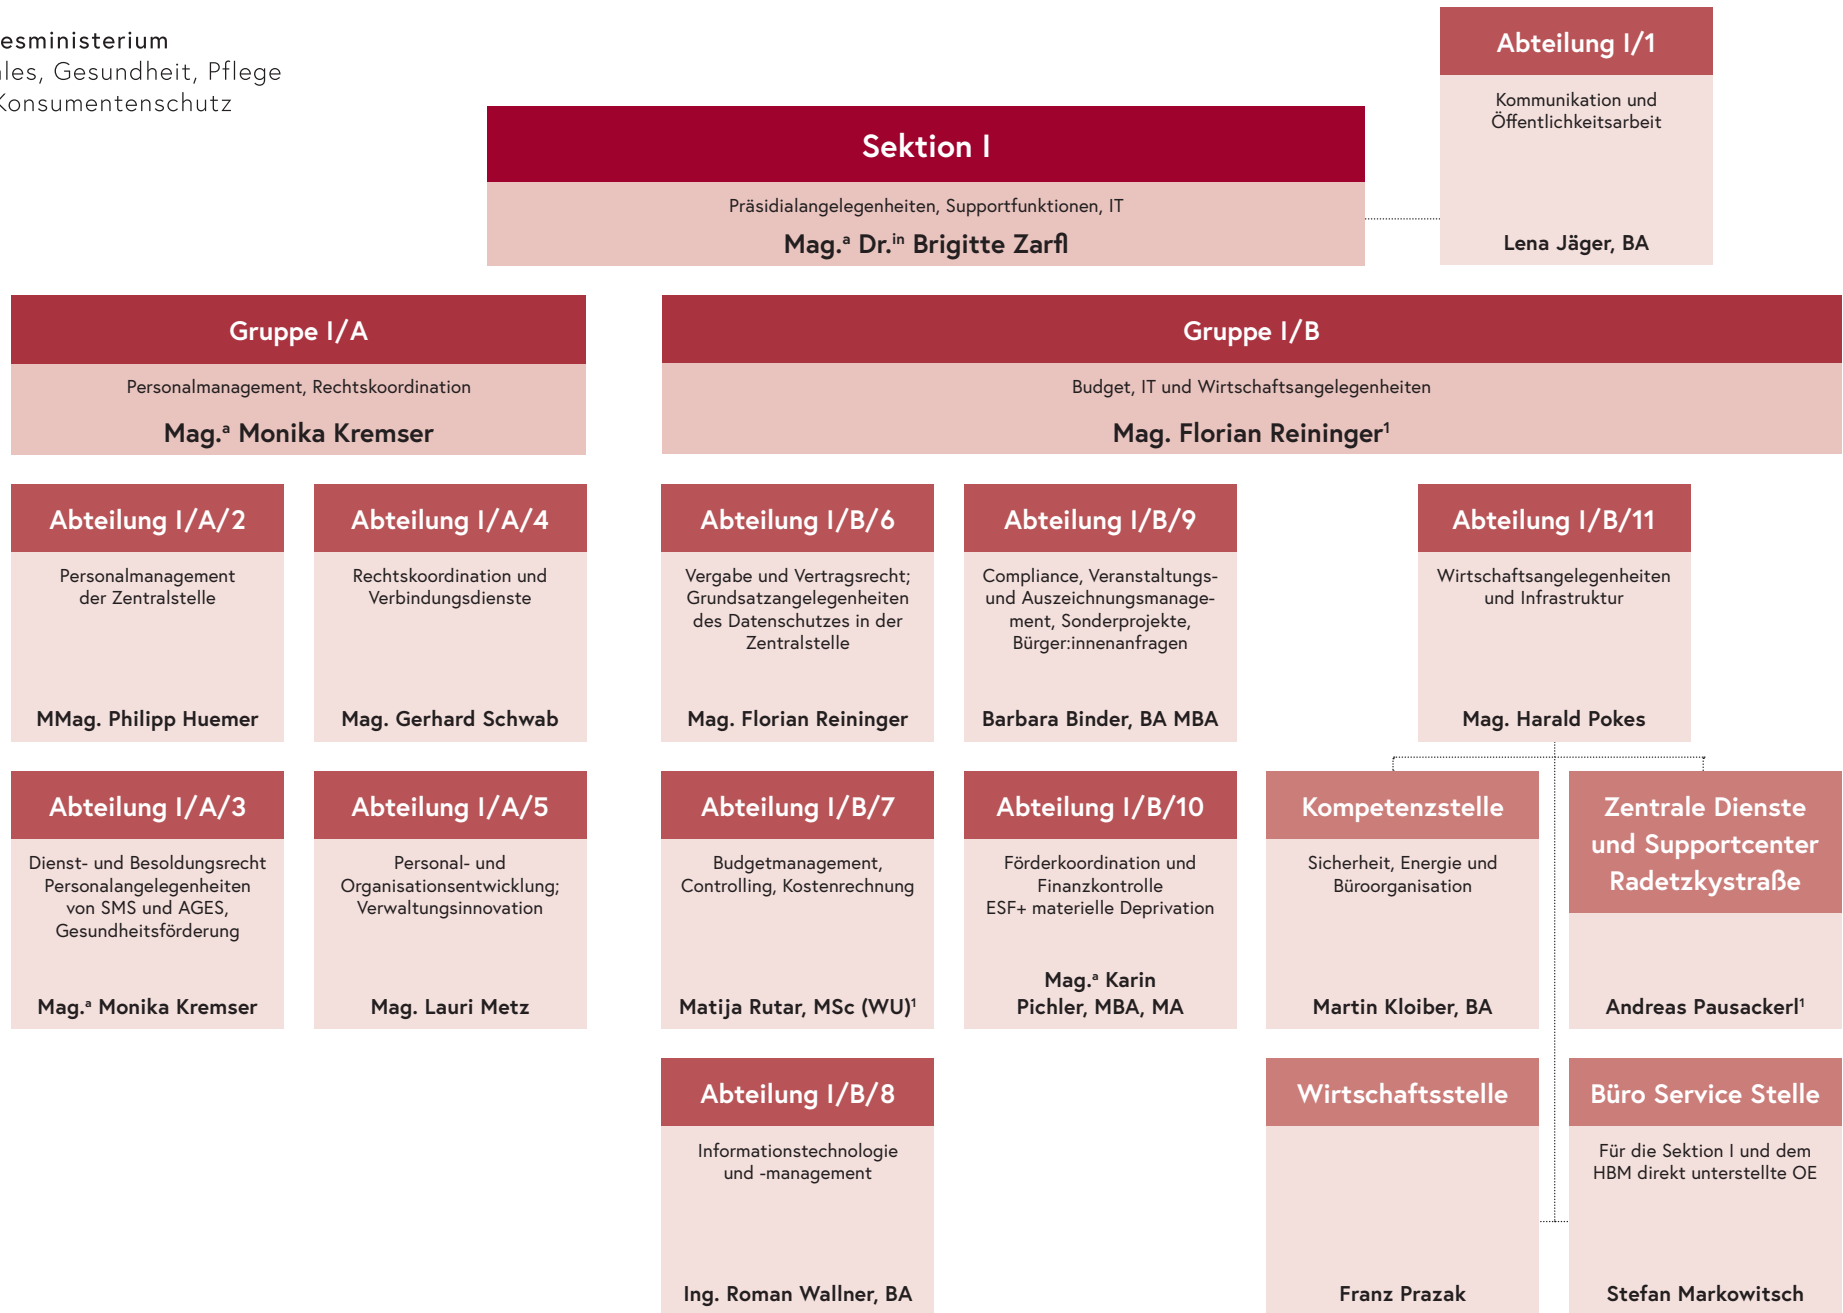 esministerium
ales, Gesundheit, Pflege
Konsumentenschutz
Abteilung I/1
Kommunikation und
Öffentlichkeitsarbeit
Lena Jäger, BA
Sektion I
Präsidialangelegenheiten, Supportfunktionen, IT
Mag.ª Dr.ⁱⁿ Brigitte Zarfl
Gruppe I/A
Personalmanagement, Rechtskoordination
Mag.ª Monika Kremser
Gruppe I/B
Budget, IT und Wirtschaftsangelegenheiten
Mag. Florian Reininger¹
Abteilung I/A/2
Personalmanagement
der Zentralstelle
MMag. Philipp Huemer
Abteilung I/A/4
Rechtskoordination und
Verbindungsdienste
Mag. Gerhard Schwab
Abteilung I/B/6
Vergabe und Vertragsrecht;
Grundsatzangelegenheiten
des Datenschutzes in der
Zentralstelle
Mag. Florian Reininger
Abteilung I/B/9
Compliance, Veranstaltungs-
und Auszeichnungsmanage-
ment, Sonderprojekte,
Bürger:innenanfragen
Barbara Binder, BA MBA
Abteilung I/B/11
Wirtschaftsangelegenheiten
und Infrastruktur
Mag. Harald Pokes
Abteilung I/A/3
Dienst- und Besoldungsrecht
Personalangelegenheiten
von SMS und AGES,
Gesundheitsförderung
Mag.ª Monika Kremser
Abteilung I/A/5
Personal- und
Organisationsentwicklung;
Verwaltungsinnovation
Mag. Lauri Metz
Abteilung I/B/7
Budgetmanagement,
Controlling, Kostenrechnung
Matija Rutar, MSc (WU)¹
Abteilung I/B/10
Förderkoordination und
Finanzkontrolle
ESF+ materielle Deprivation
Mag.ª Karin
Pichler, MBA, MA
Kompetenzstelle
Sicherheit, Energie und
Büroorganisation
Martin Kloiber, BA
Zentrale Dienste
und Supportcenter
Radetzkystraße
Andreas Pausackerl¹
Abteilung I/B/8
Informationstechnologie
und -management
Ing. Roman Wallner, BA
Wirtschaftsstelle
Franz Prazak
Büro Service Stelle
Für die Sektion I und dem
HBM direkt unterstellte OE
Stefan Markowitsch